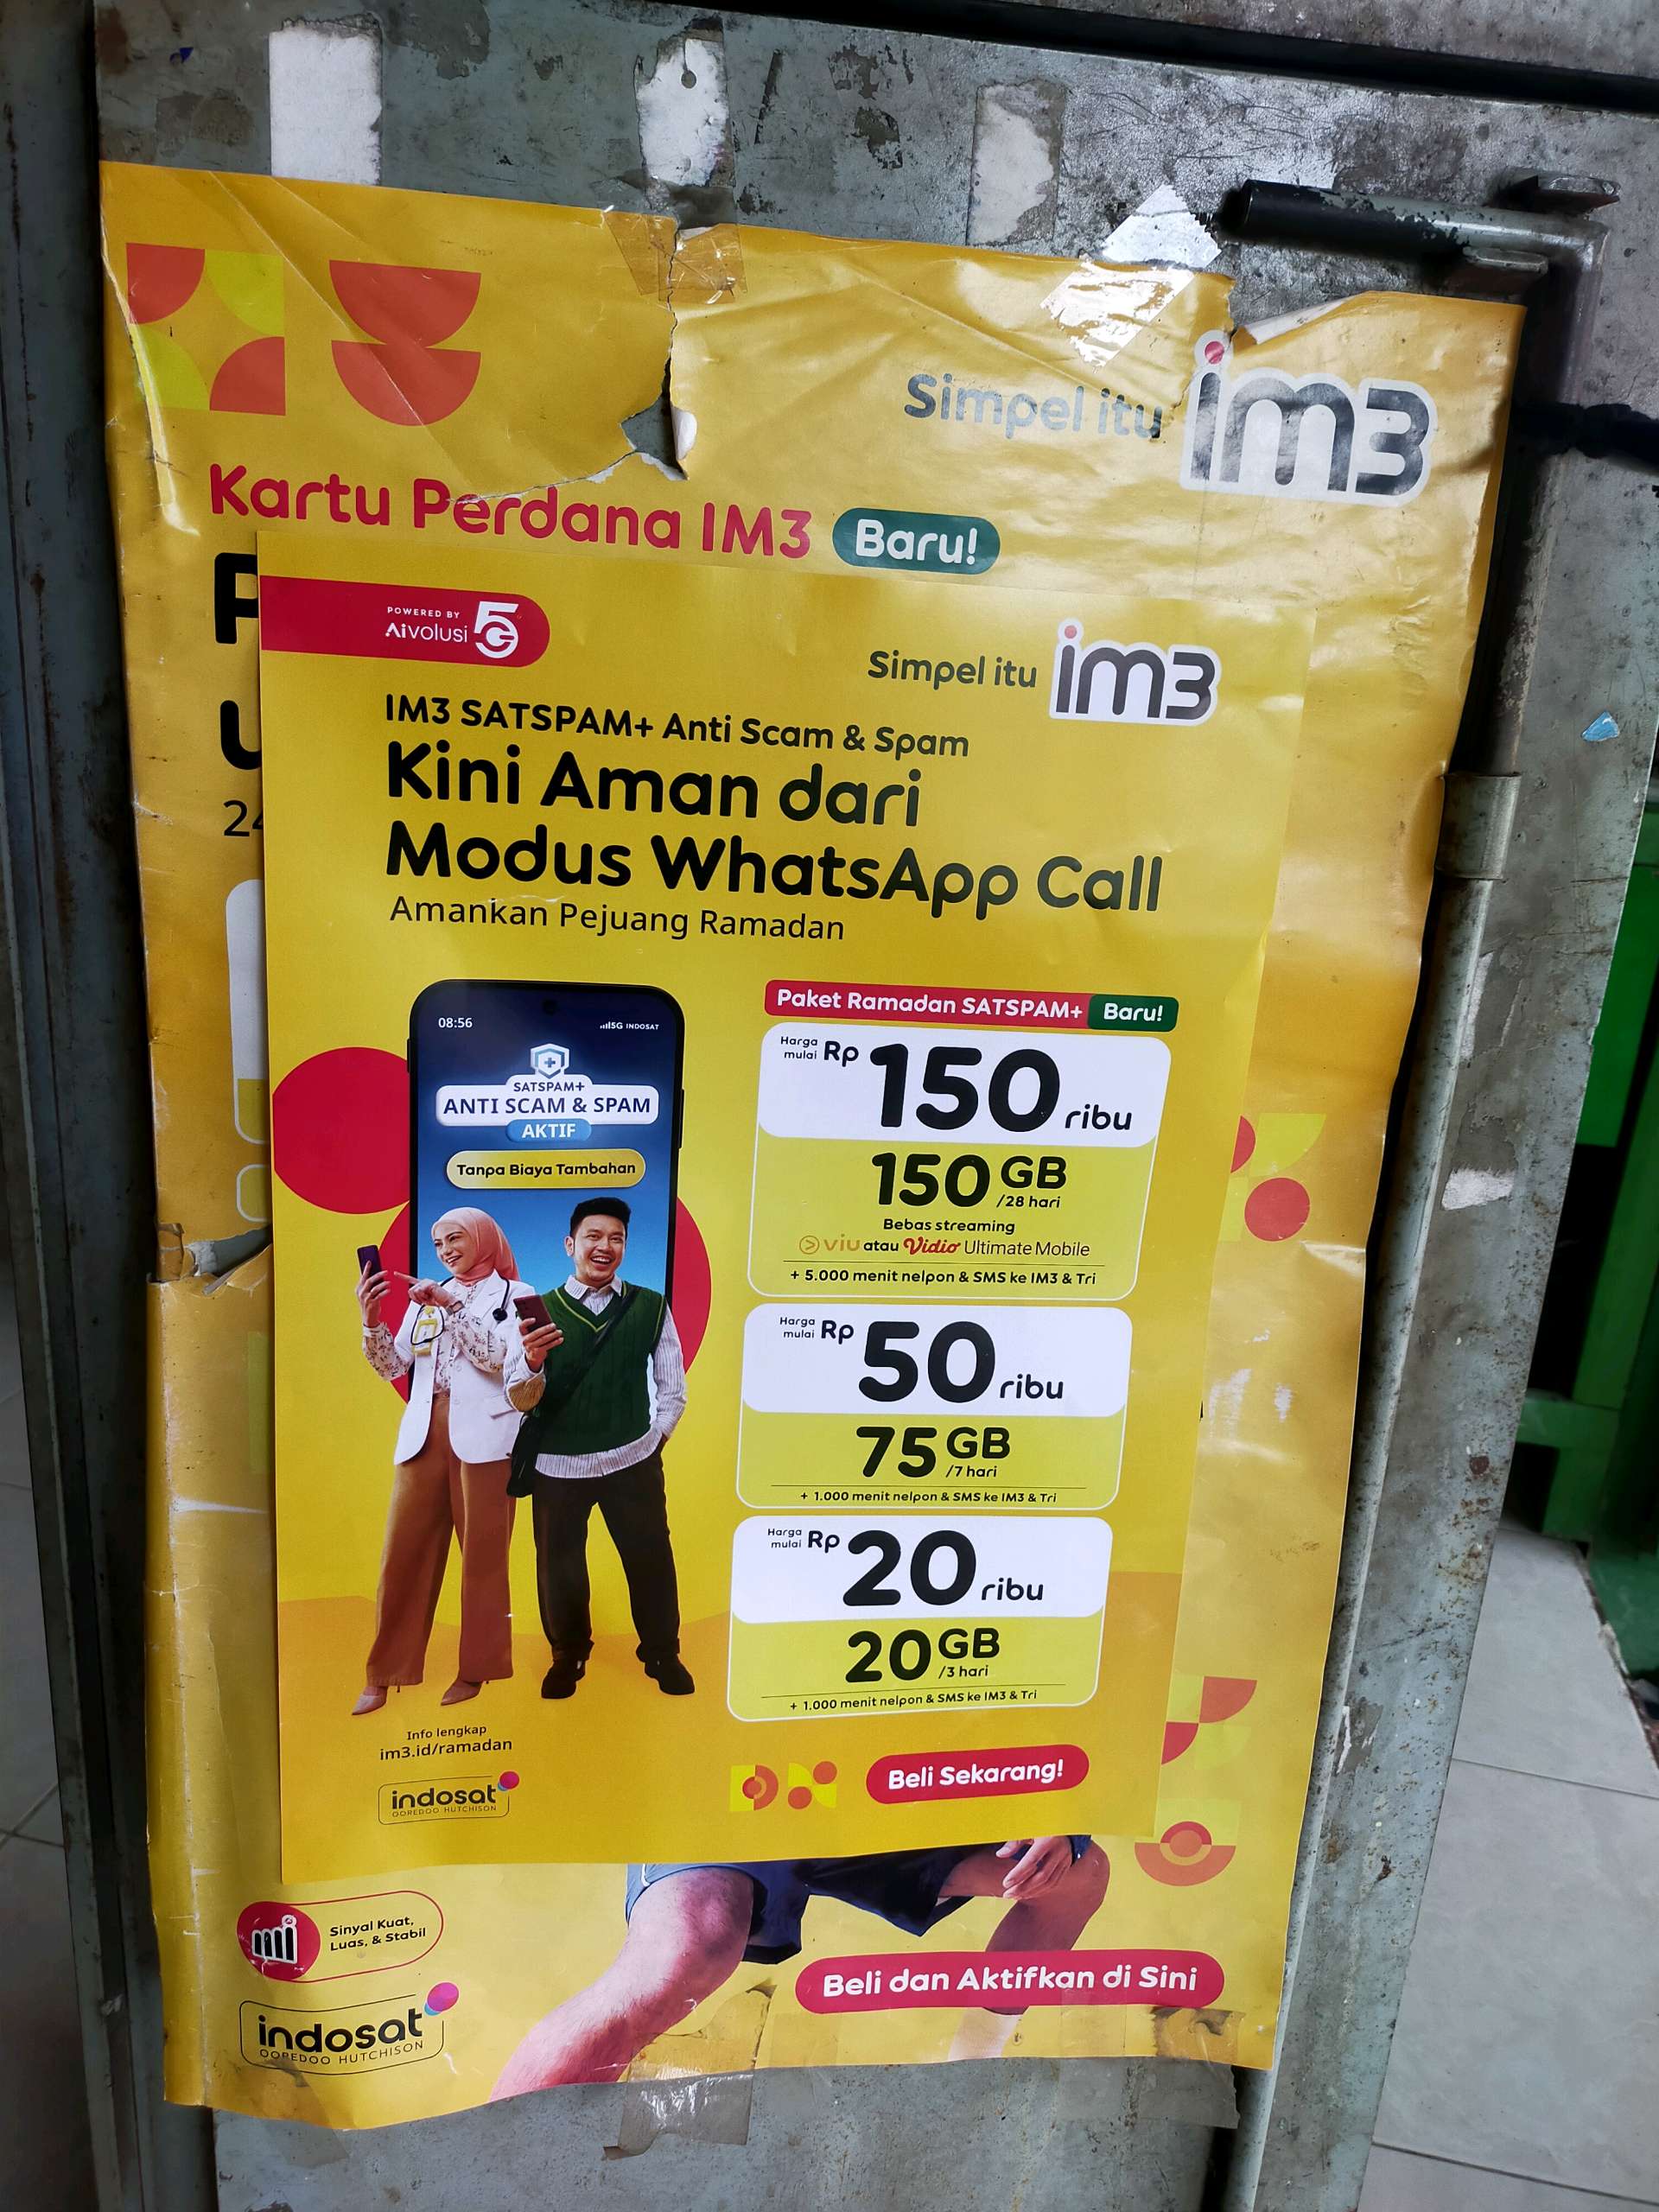 Simpel itu im3
Kartu Perdana IM3 Baru!
POWERED BY
Aivolusi 5G
Simpel itu im3
IM3 SATSPAM+ Anti Scam & Spam
Kini Aman dari
Modus WhatsApp Call
Amankan Pejuang Ramadan
08:56
5G INDOSAT
SATSPAM+
ANTI SCAM & SPAM
AKTIF
Tanpa Biaya Tambahan
Paket Ramadan SATSPAM+ Baru!
Harga mulai Rp 150 ribu
150 GB /28 hari
Bebas streaming
viu atau Vidio Ultimate Mobile
+ 5.000 menit nelpon & SMS ke IM3 & Tri
Harga mulai Rp 50 ribu
75 GB /7 hari
+ 1.000 menit nelpon & SMS ke IM3 & Tri
Harga mulai Rp 20 ribu
20 GB /3 hari
+ 1.000 menit nelpon & SMS ke IM3 & Tri
Info lengkap
im3.id/ramadan
indosat
OOREDOO HUTCHISON
Beli Sekarang!
Sinyal Kuat,
Luas, & Stabil
Beli dan Aktifkan di Sini
indosat
OOREDOO HUTCHISON